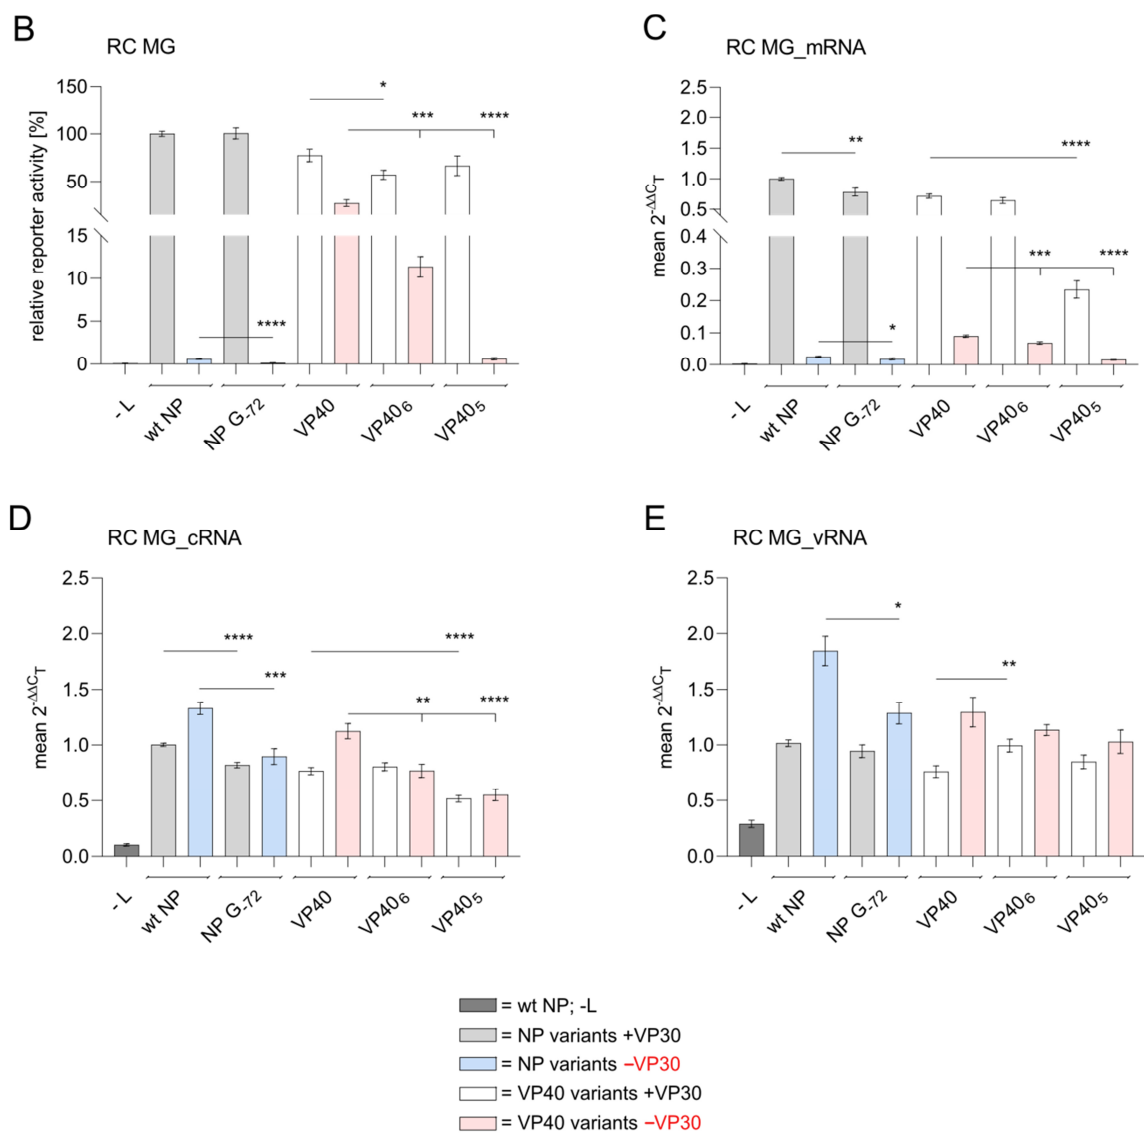 B
RC MG
relative reporter activity [%]
150
100
50
15
10
5
0
*
***
****
****
- L
wt NP
NP G-72
VP40
VP406
VP405
C
RC MG_mRNA
mean 2-ΔΔCT
2.5
2.0
1.5
1.0
0.5
0.4
0.3
0.2
0.1
0.0
**
****
***
****
*
- L
wt NP
NP G-72
VP40
VP406
VP405
D
RC MG_cRNA
mean 2-ΔΔCT
2.5
2.0
1.5
1.0
0.5
0.0
****
****
***
**
****
- L
wt NP
NP G-72
VP40
VP406
VP405
E
RC MG_vRNA
mean 2-ΔΔCT
2.5
2.0
1.5
1.0
0.5
0.0
*
**
- L
wt NP
NP G-72
VP40
VP406
VP405
= wt NP; -L
= NP variants +VP30
= NP variants –VP30
= VP40 variants +VP30
= VP40 variants –VP30